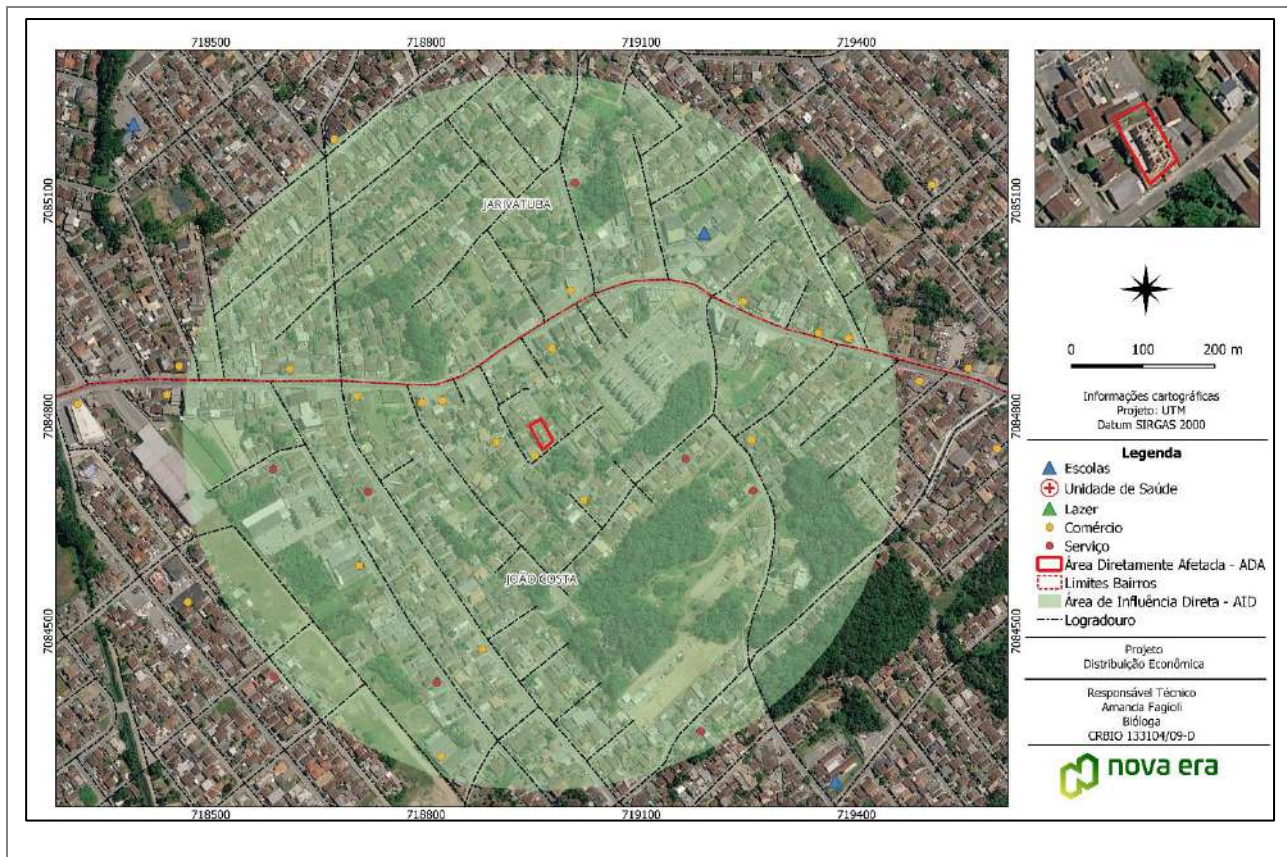 718500 718800 719100 719400
7085100
7084800
7084500
JARIVATUBA
JOÃO COSTA
7085100
7084800
7084500
718500 718800 719100 719400
0 100 200 m
Informações cartográficas
Projeto: UTM
Datum SIRGAS 2000
Legenda
Escolas
Unidade de Saúde
Lazer
Comércio
Serviço
Área Diretamente Afetada - ADA
Limites Bairros
Área de Influência Direta - AID
Logradouro
Projeto
Distribuição Econômica
Responsável Técnico
Amanda Fagioli
Bióloga
CRBIO 133104/09-D
nova era